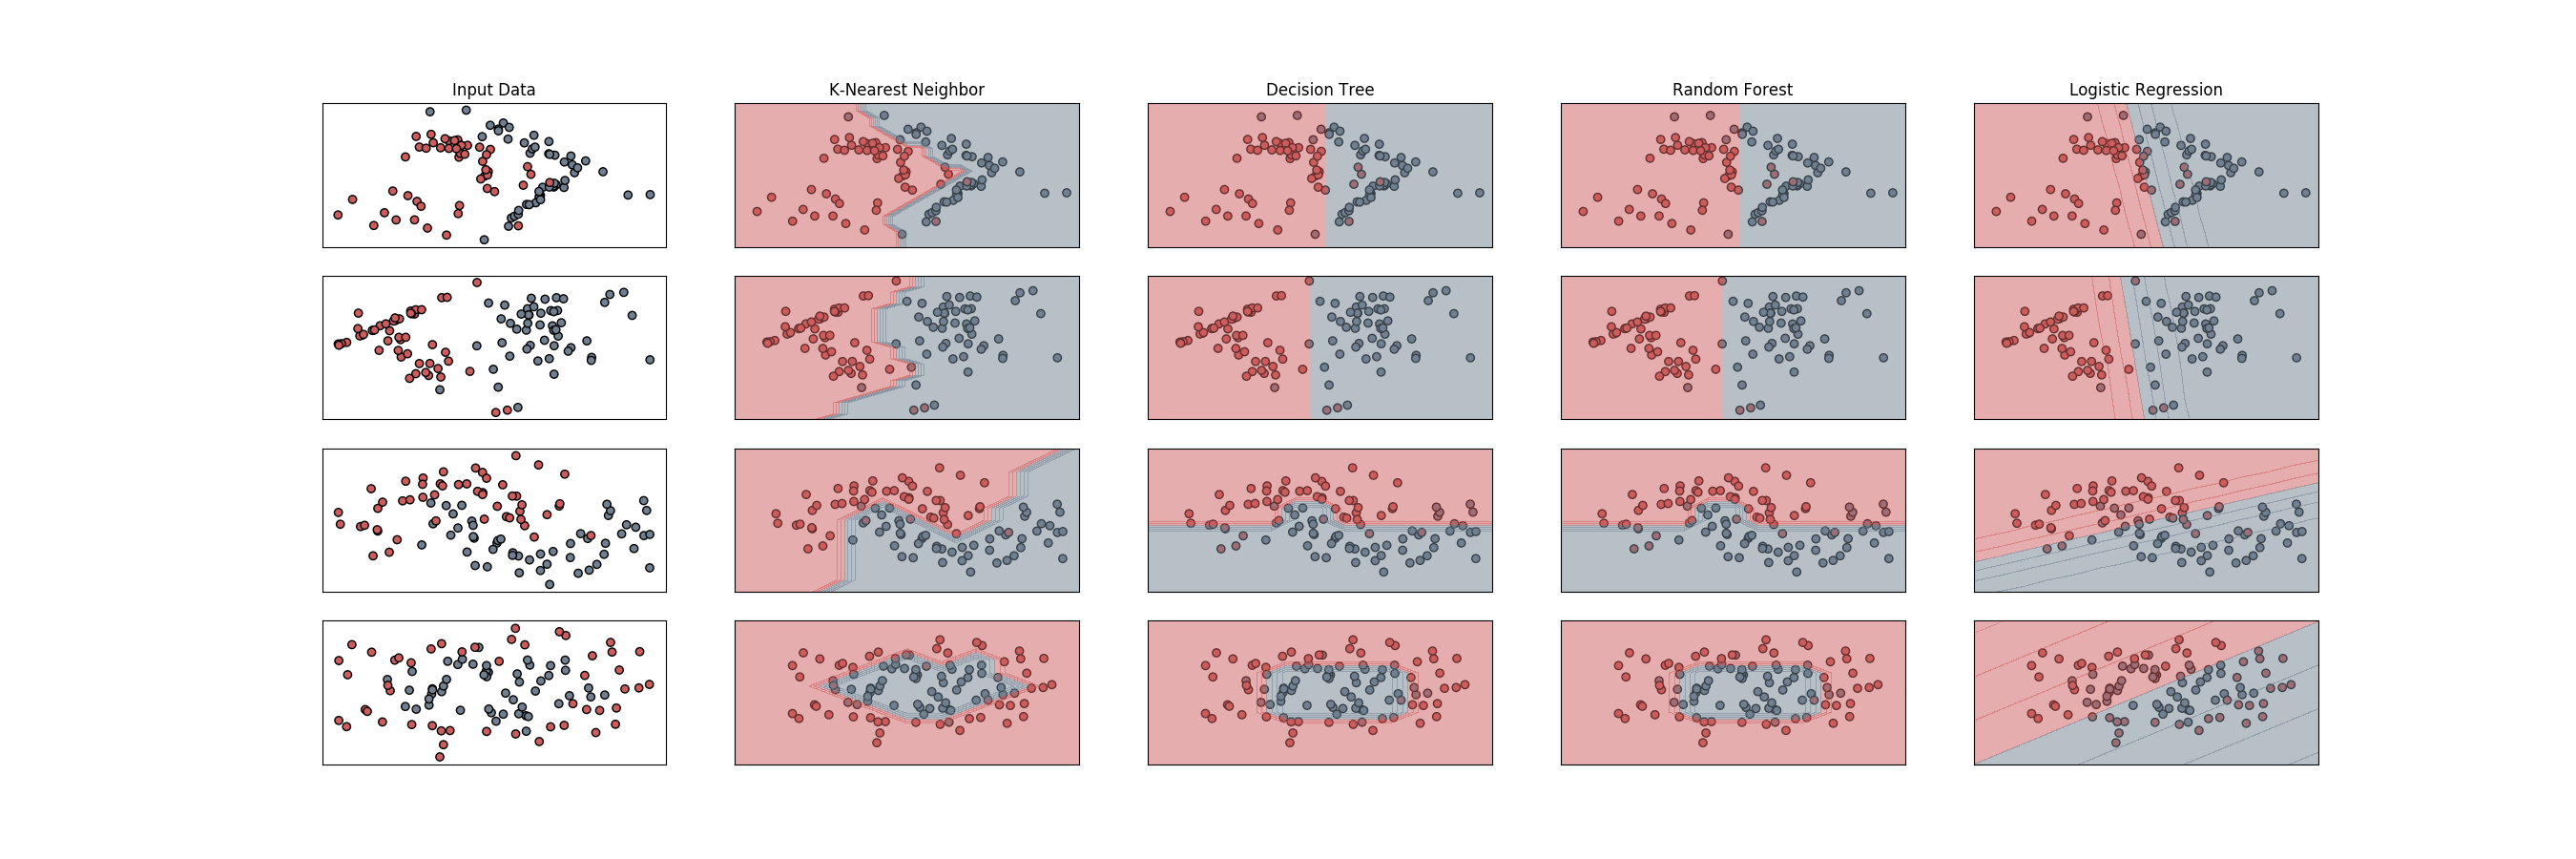 Input Data
K-Nearest Neighbor
Decision Tree
Random Forest
Logistic Regression